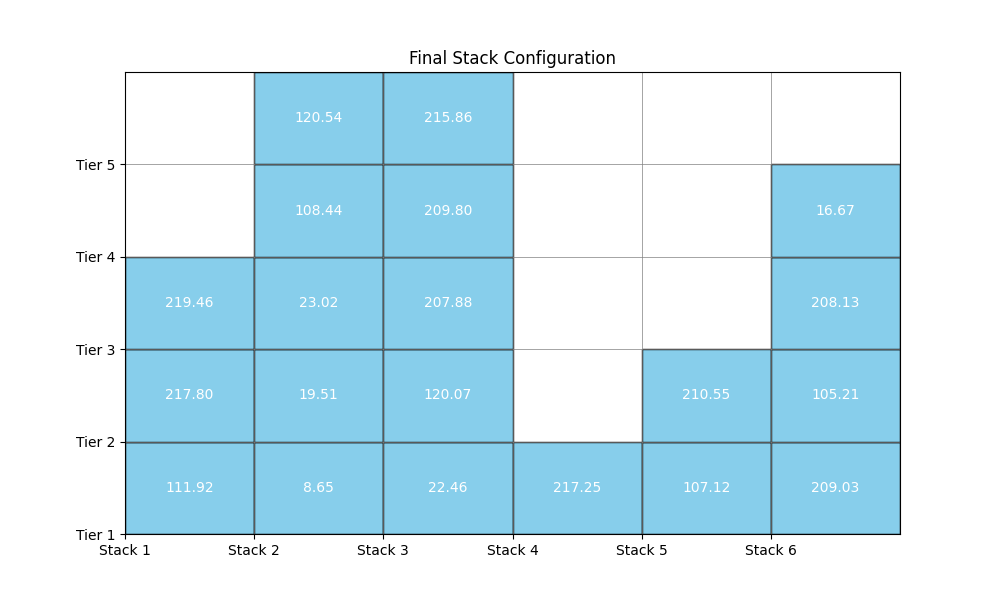 Final Stack Configuration
120.54 215.86
Tier 5
108.44 209.80 16.67
Tier 4
219.46 23.02 207.88 208.13
Tier 3
217.80 19.51 120.07 210.55 105.21
Tier 2
111.92 8.65 22.46 217.25 107.12 209.03
Tier 1
Stack 1 Stack 2 Stack 3 Stack 4 Stack 5 Stack 6